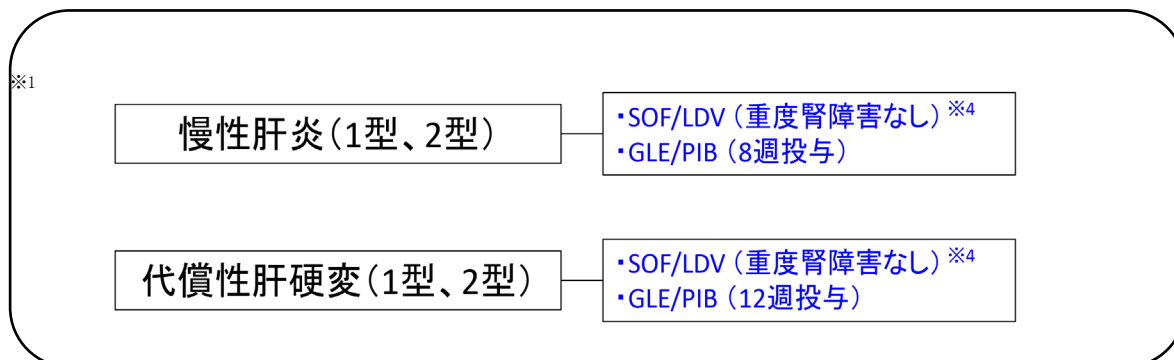 ※1
慢性肝炎（1型、2型）
・SOF/LDV（重度腎障害なし）※4
・GLE/PIB（8週投与）
代償性肝硬変（1型、2型）
・SOF/LDV（重度腎障害なし）※4
・GLE/PIB（12週投与）